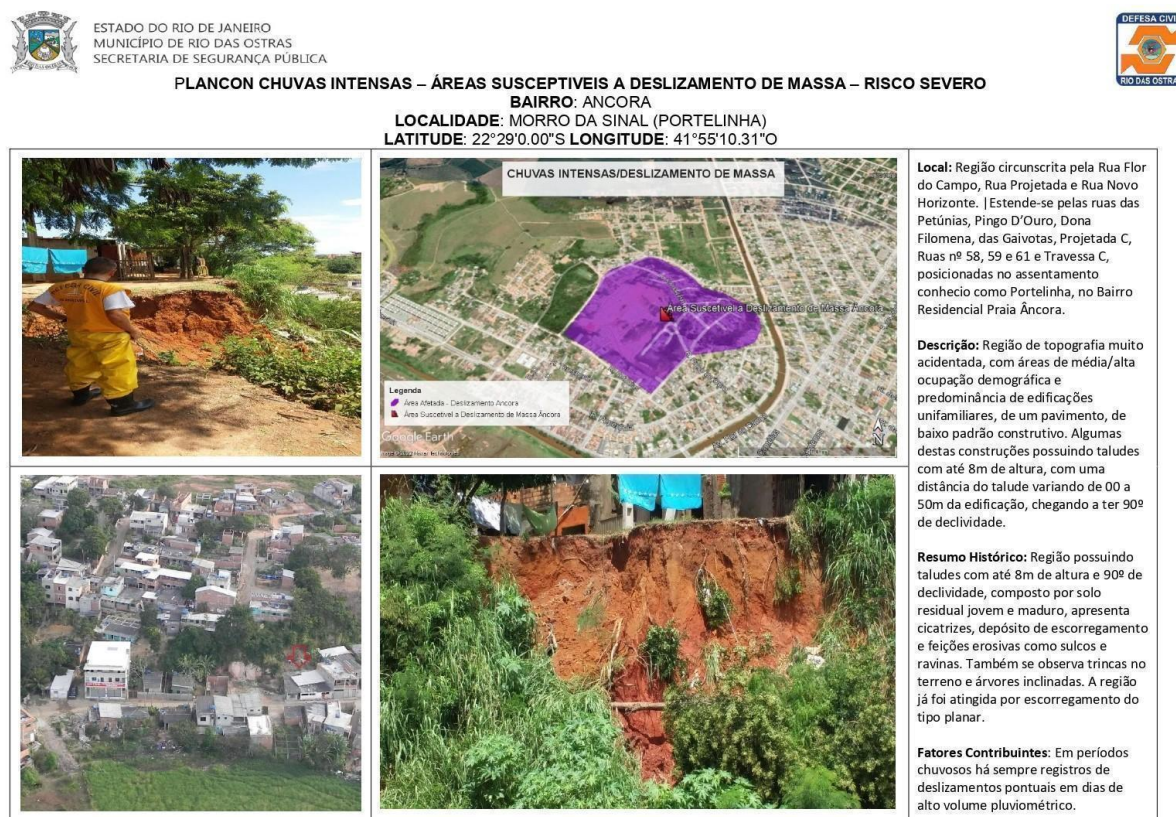 ESTADO DO RIO DE JANEIRO
MUNICÍPIO DE RIO DAS OSTRAS
SECRETARIA DE SEGURANÇA PÚBLICA
DEFESA CIVIL
RIO DAS OSTRAS
PLANCON CHUVAS INTENSAS – ÁREAS SUSCEPTIVEIS A DESLIZAMENTO DE MASSA – RISCO SEVERO
BAIRRO: ANCORA
LOCALIDADE: MORRO DA SINAL (PORTELINHA)
LATITUDE: 22°29'0.00"S LONGITUDE: 41°55'10.31"O
CHUVAS INTENSAS/DESLIZAMENTO DE MASSA
Área Suscetível a Deslizamento de Massa Âncora
Legenda
Área Afetada - Deslizamento Ancora
Área Suscetivel a Deslizamento de Massa Âncora
Google Earth
N
Local: Região circunscrita pela Rua Flor
do Campo, Rua Projetada e Rua Novo
Horizonte. |Estende-se pelas ruas das
Petúnias, Pingo D'Ouro, Dona
Filomena, das Gaivotas, Projetada C,
Ruas nº 58, 59 e 61 e Travessa C,
posicionadas no assentamento
conhecio como Portelinha, no Bairro
Residencial Praia Âncora.
Descrição: Região de topografia muito
acidentada, com áreas de média/alta
ocupação demográfica e
predominância de edificações
unifamiliares, de um pavimento, de
baixo padrão construtivo. Algumas
destas construções possuindo taludes
com até 8m de altura, com uma
distância do talude variando de 00 a
50m da edificação, chegando a ter 90º
de declividade.
Resumo Histórico: Região possuindo
taludes com até 8m de altura e 90º de
declividade, composto por solo
residual jovem e maduro, apresenta
cicatrizes, depósito de escorregamento
e feições erosivas como sulcos e
ravinas. Também se observa trincas no
terreno e árvores inclinadas. A região
já foi atingida por escorregamento do
tipo planar.
Fatores Contribuintes: Em períodos
chuvosos há sempre registros de
deslizamentos pontuais em dias de
alto volume pluviométrico.